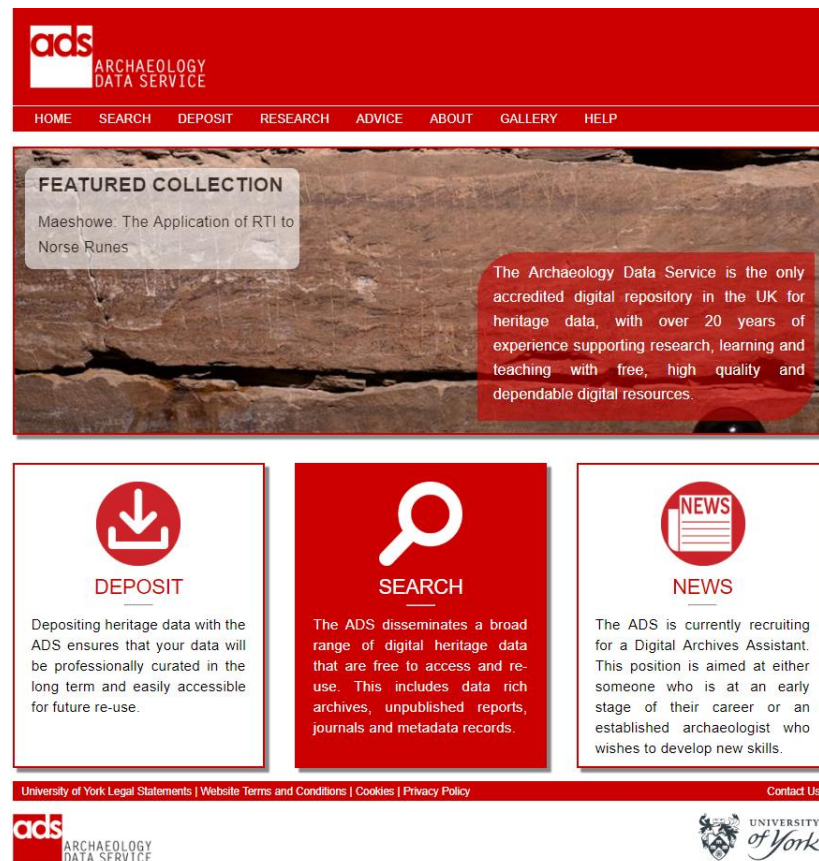 ads
ARCHAEOLOGY
DATA SERVICE
HOME SEARCH DEPOSIT RESEARCH ADVICE ABOUT GALLERY HELP
FEATURED COLLECTION
Maeshowe: The Application of RTI to
Norse Runes
The Archaeology Data Service is the only
accredited digital repository in the UK for
heritage data, with over 20 years of
experience supporting research, learning and
teaching with free, high quality and
dependable digital resources.
DEPOSIT
Depositing heritage data with the
ADS ensures that your data will
be professionally curated in the
long term and easily accessible
for future re-use.
SEARCH
The ADS disseminates a broad
range of digital heritage data
that are free to access and re-
use. This includes data rich
archives, unpublished reports,
journals and metadata records.
NEWS
NEWS
The ADS is currently recruiting
for a Digital Archives Assistant.
This position is aimed at either
someone who is at an early
stage of their career or an
established archaeologist who
wishes to develop new skills.
University of York Legal Statements | Website Terms and Conditions | Cookies | Privacy Policy Contact Us
ads
ARCHAEOLOGY
DATA SERVICE
UNIVERSITY
of York